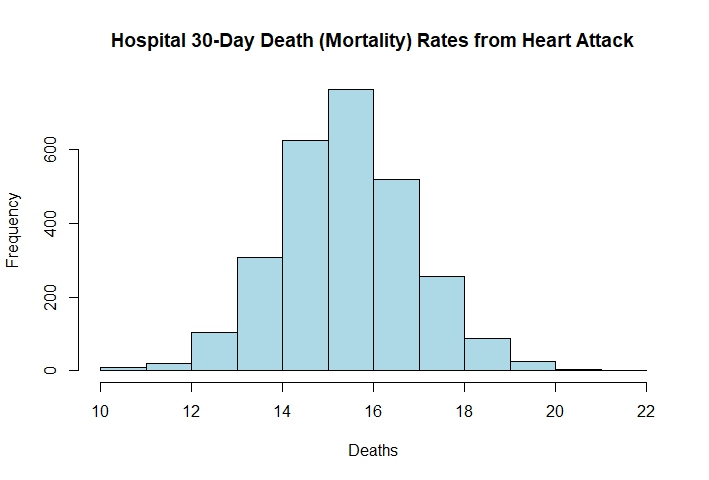 Hospital 30-Day Death (Mortality) Rates from Heart Attack
Frequency
600
400
200
0
10 12 14 16 18 20 22
Deaths